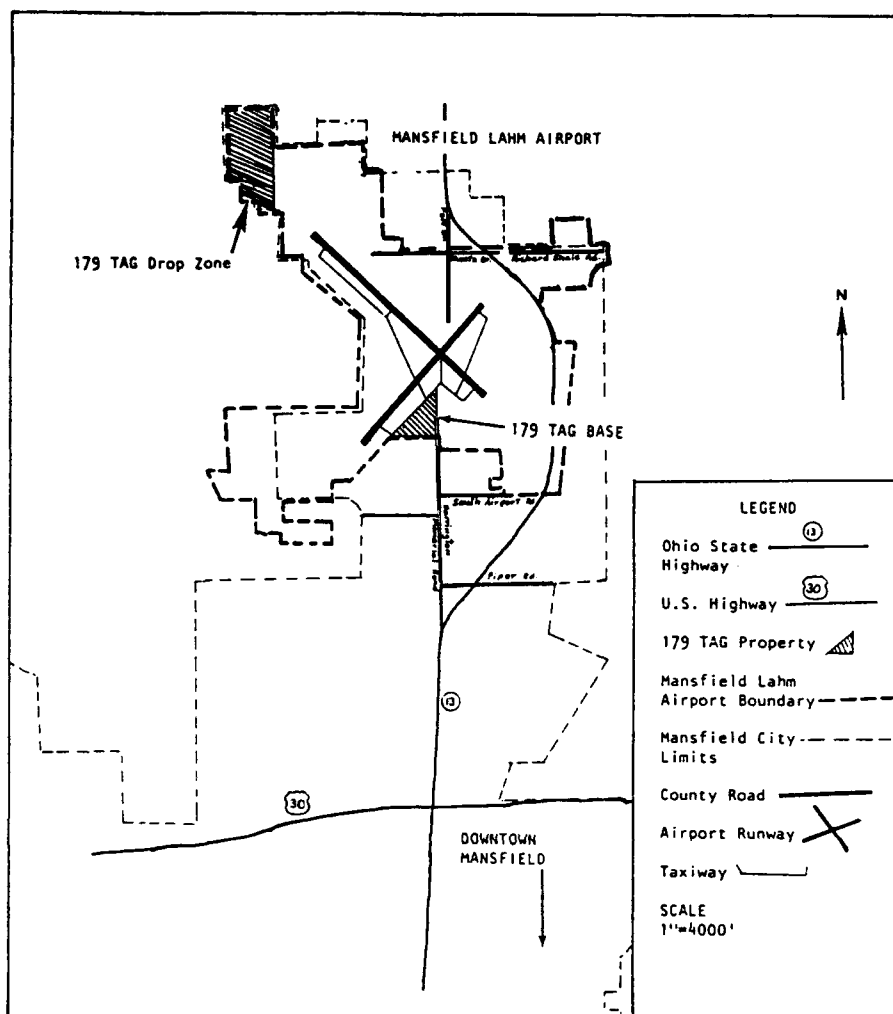 MANSFIELD LAHM AIRPORT
179 TAG Drop Zone
N
179 TAG BASE
South Airport Rd.
Piper Rd.
13
30
DOWNTOWN
MANSFIELD
LEGEND
13
Ohio State
Highway
30
U.S. Highway
179 TAG Property
Mansfield Lahm
Airport Boundary
Mansfield City
Limits
County Road
Airport Runway
Taxiway
SCALE
1"=4000'